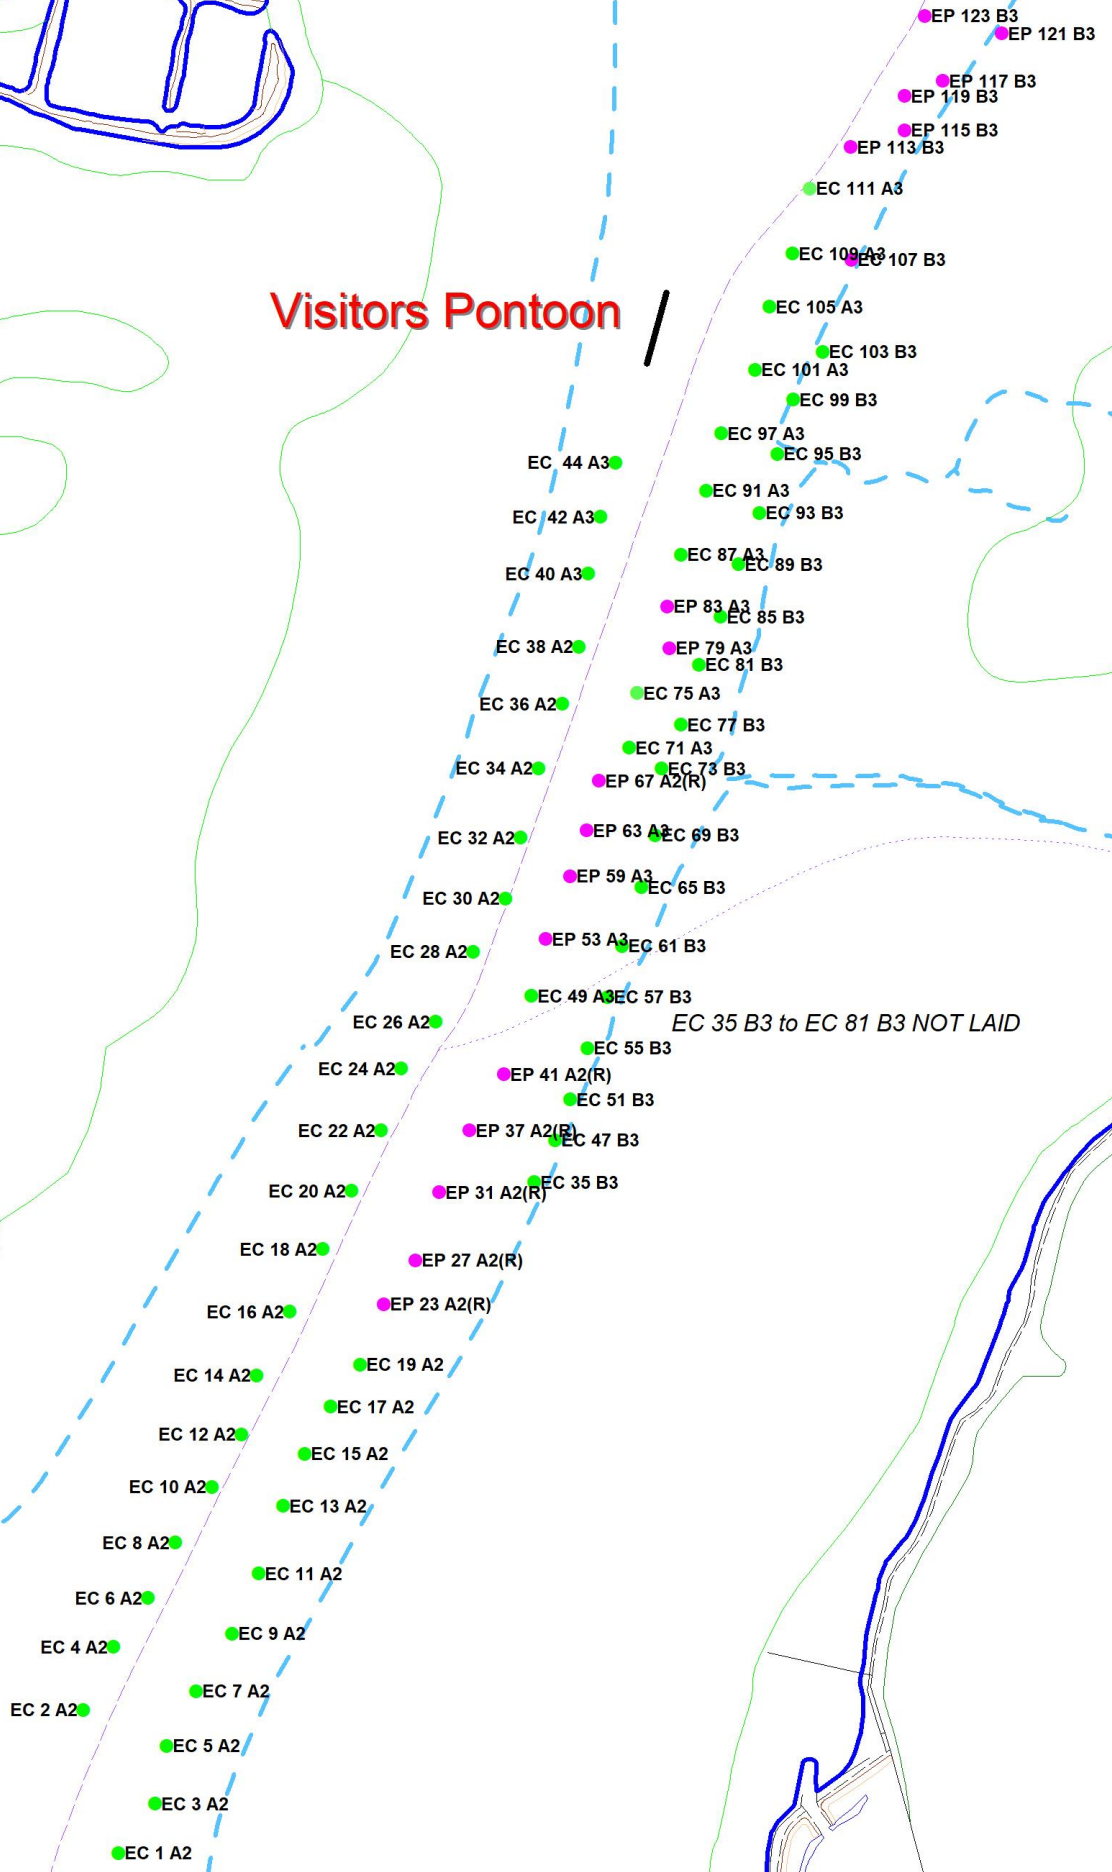 EP 123 B3
EP 121 B3
EP 117 B3
EP 119 B3
EP 115 B3
EP 113 B3
EC 111 A3
EC 109 A3
EC 107 B3
Visitors Pontoon
EC 105 A3
EC 103 B3
EC 101 A3
EC 99 B3
EC 97 A3
EC 95 B3
EC 44 A3
EC 91 A3
EC 93 B3
EC 42 A3
EC 87 A3
EC 89 B3
EC 40 A3
EP 83 A3
EC 85 B3
EC 38 A2
EP 79 A3
EC 81 B3
EC 75 A3
EC 36 A2
EC 77 B3
EC 71 A3
EC 34 A2
EC 73 B3
EP 67 A2(R)
EP 63 A3
EC 69 B3
EC 32 A2
EP 59 A3
EC 65 B3
EC 30 A2
EP 53 A3
EC 61 B3
EC 28 A2
EC 49 A3
EC 57 B3
EC 26 A2
EC 35 B3 to EC 81 B3 NOT LAID
EC 55 B3
EC 24 A2
EP 41 A2(R)
EC 51 B3
EC 22 A2
EP 37 A2(R)
EC 47 B3
EC 35 B3
EC 20 A2
EP 31 A2(R)
EC 18 A2
EP 27 A2(R)
EP 23 A2(R)
EC 16 A2
EC 19 A2
EC 14 A2
EC 17 A2
EC 12 A2
EC 15 A2
EC 10 A2
EC 13 A2
EC 8 A2
EC 11 A2
EC 6 A2
EC 9 A2
EC 4 A2
EC 7 A2
EC 2 A2
EC 5 A2
EC 3 A2
EC 1 A2